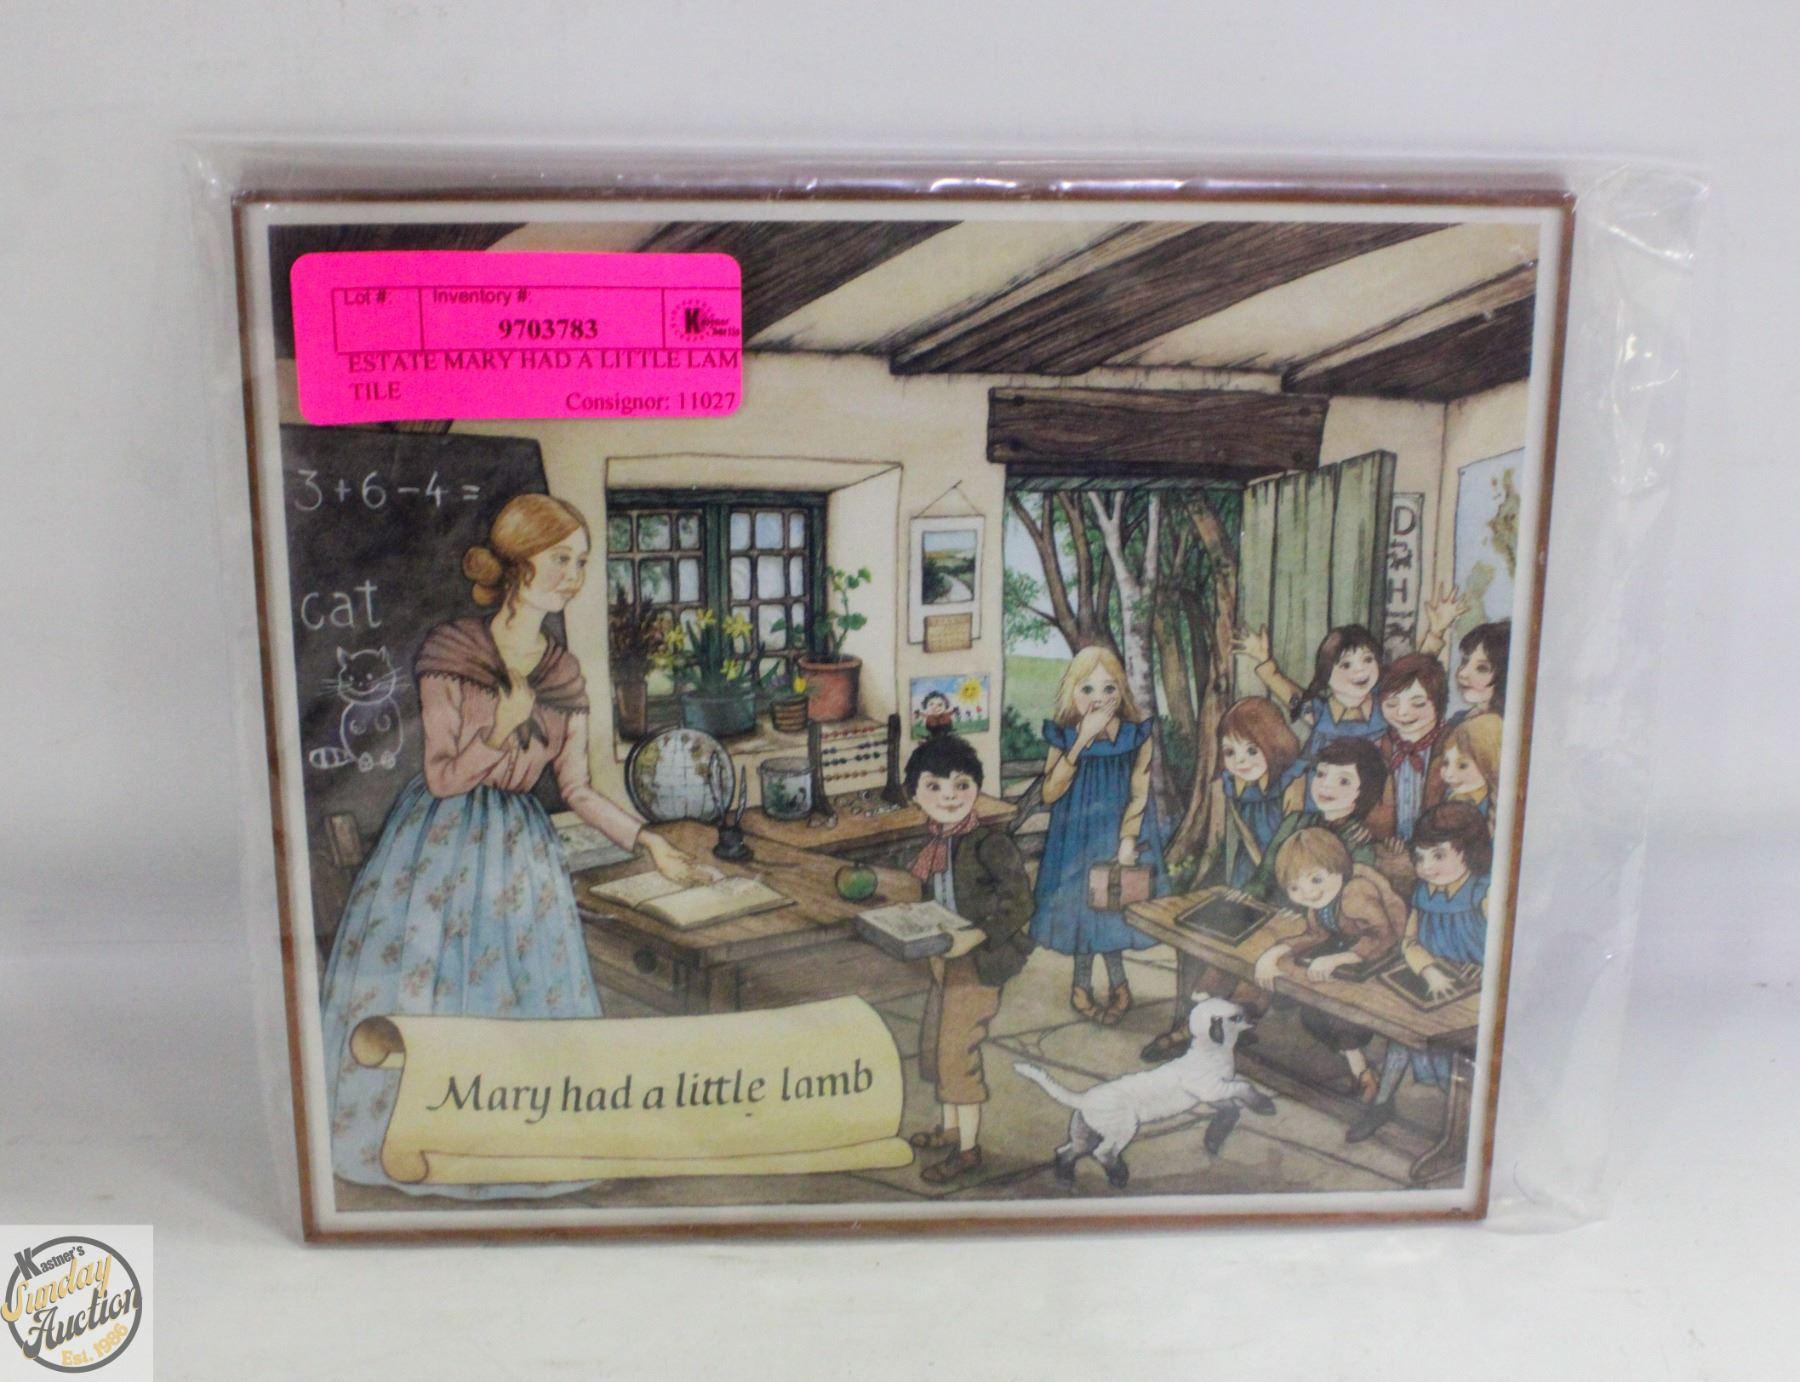 Lot #:
Inventory #:
9703783
ESTATE MARY HAD A LITTLE LAM
TILE
Consignor: 11027
3+6-4=
cat
D
H
Mary had a little lamb
Kastner's
Sunday
Auction
Est. 1986